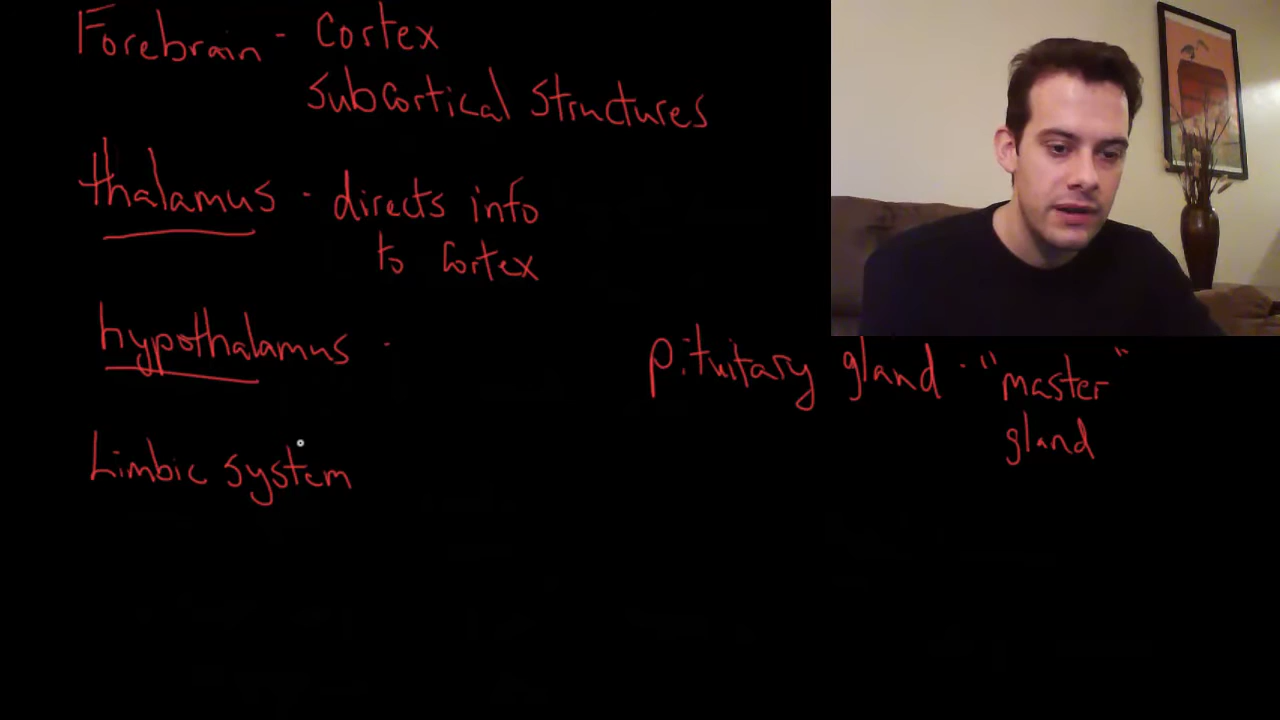 Forebrain - Cortex
Subcortical Structures
thalamus - directs info
to Cortex
hypothalamus -
pituitary gland - "master"
gland
Limbic system